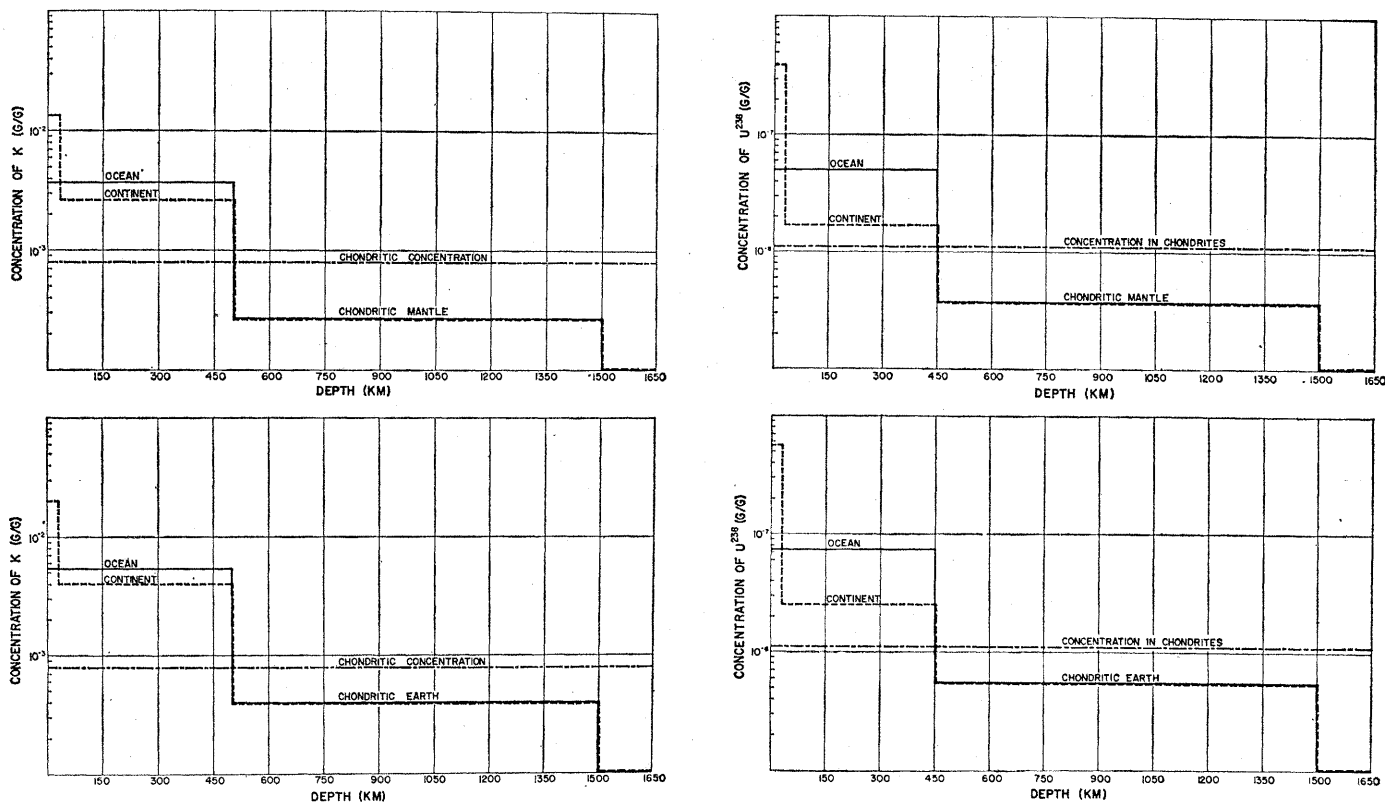 CONCENTRATION OF K (G/G)
10⁻²
10⁻³
OCEAN
CONTINENT
CHONDRITIC CONCENTRATION
CHONDRITIC MANTLE
150 300 450 600 750 900 1050 1200 1350 1500 1650
DEPTH (KM)
CONCENTRATION OF U²³⁸ (G/G)
10⁻⁷
10⁻⁸
OCEAN
CONTINENT
CONCENTRATION IN CHONDRITES
CHONDRITIC MANTLE
150 300 450 600 750 900 1050 1200 1350 1500 1650
DEPTH (KM)
CONCENTRATION OF K (G/G)
10⁻²
10⁻³
OCEAN
CONTINENT
CHONDRITIC CONCENTRATION
CHONDRITIC EARTH
150 300 450 600 750 900 1050 1200 1350 1500 1650
DEPTH (KM)
CONCENTRATION OF U²³⁸ (G/G)
10⁻⁷
10⁻⁸
OCEAN
CONTINENT
CONCENTRATION IN CHONDRITES
CHONDRITIC EARTH
150 300 450 600 750 900 1050 1200 1350 1500 1650
DEPTH (KM)